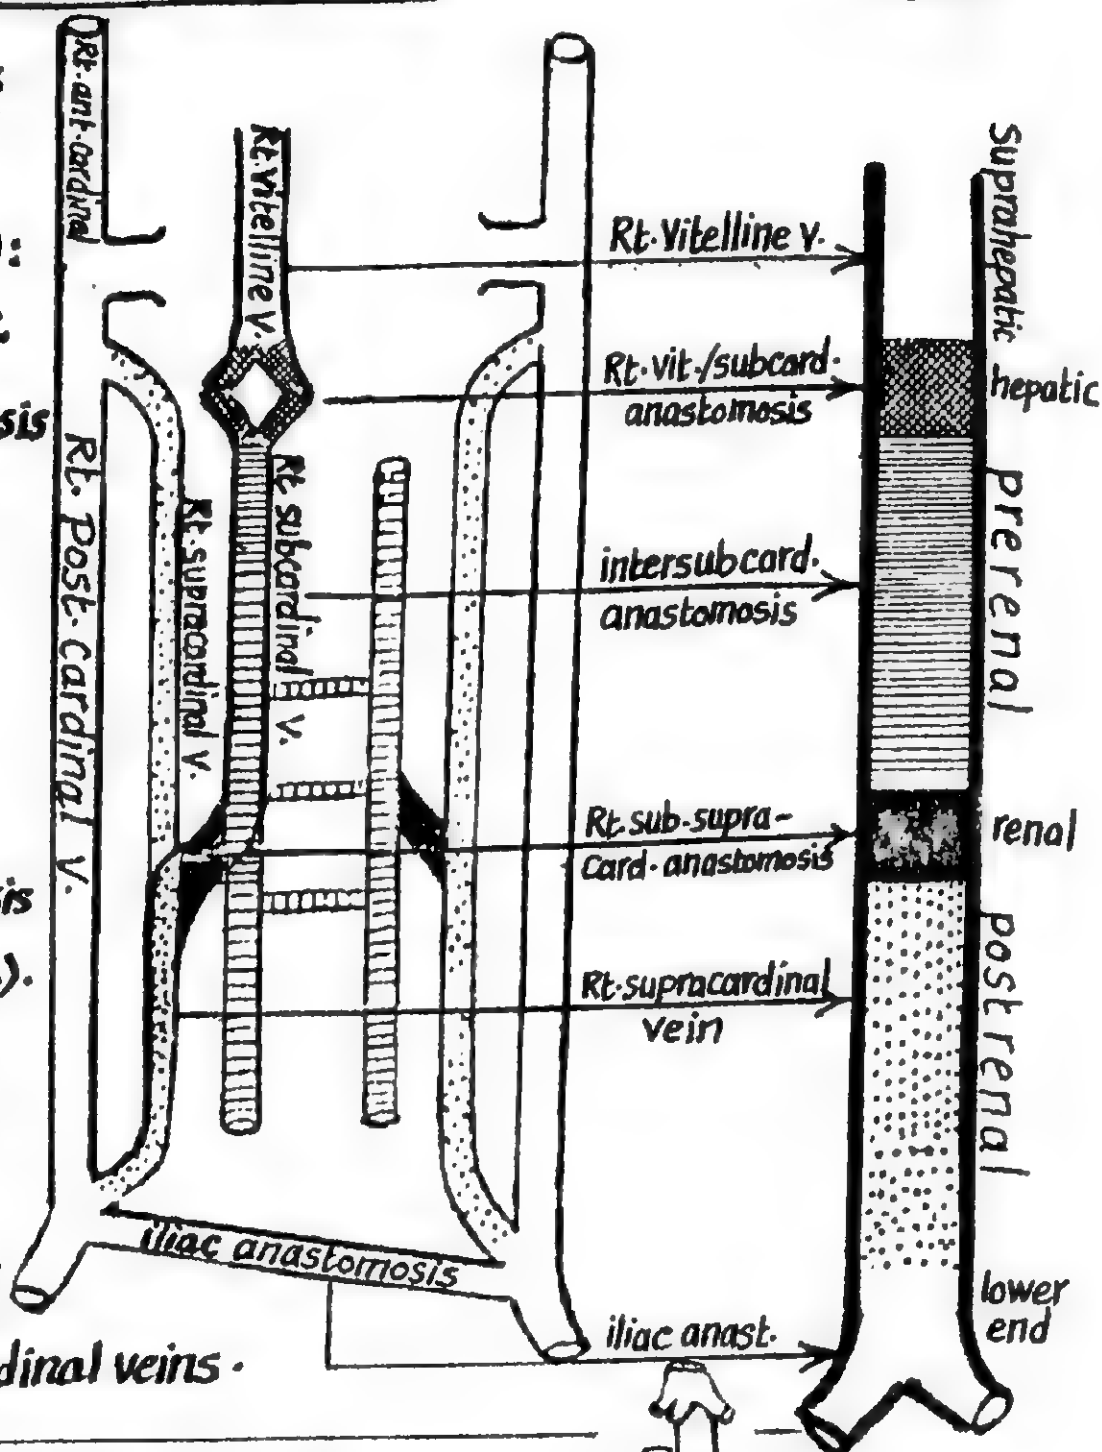 Rt. ant. cardinal
Rt. vitelline v.
Rt. Vitelline v.
Suprahepatic
Rt. vit./subcard.
anastomosis
hepatic
sis
Rt. Post. cardinal v.
Rt. supracardinal v.
Rt. subcardinal v.
intersubcard.
anastomosis
prerenal
Rt. sub-supra-
Card. anastomosis
renal
is
).
Rt. supracardinal
vein
postrenal
iliac anastomosis
lower
end
iliac anast.
dinal veins.